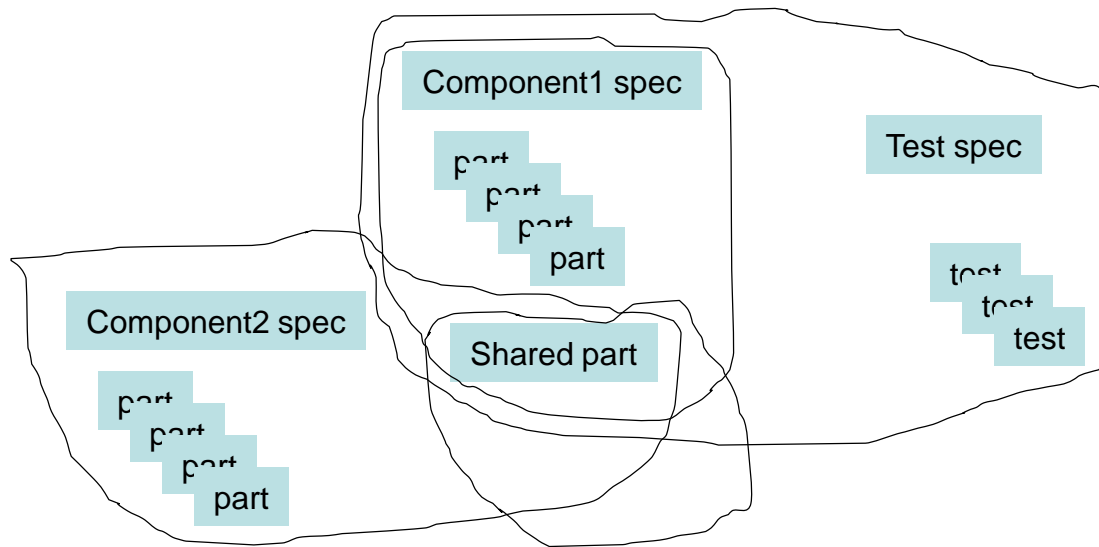 Component1 spec
part
part
part
part
Test spec
test
test
test
Component2 spec
part
part
part
part
Shared part